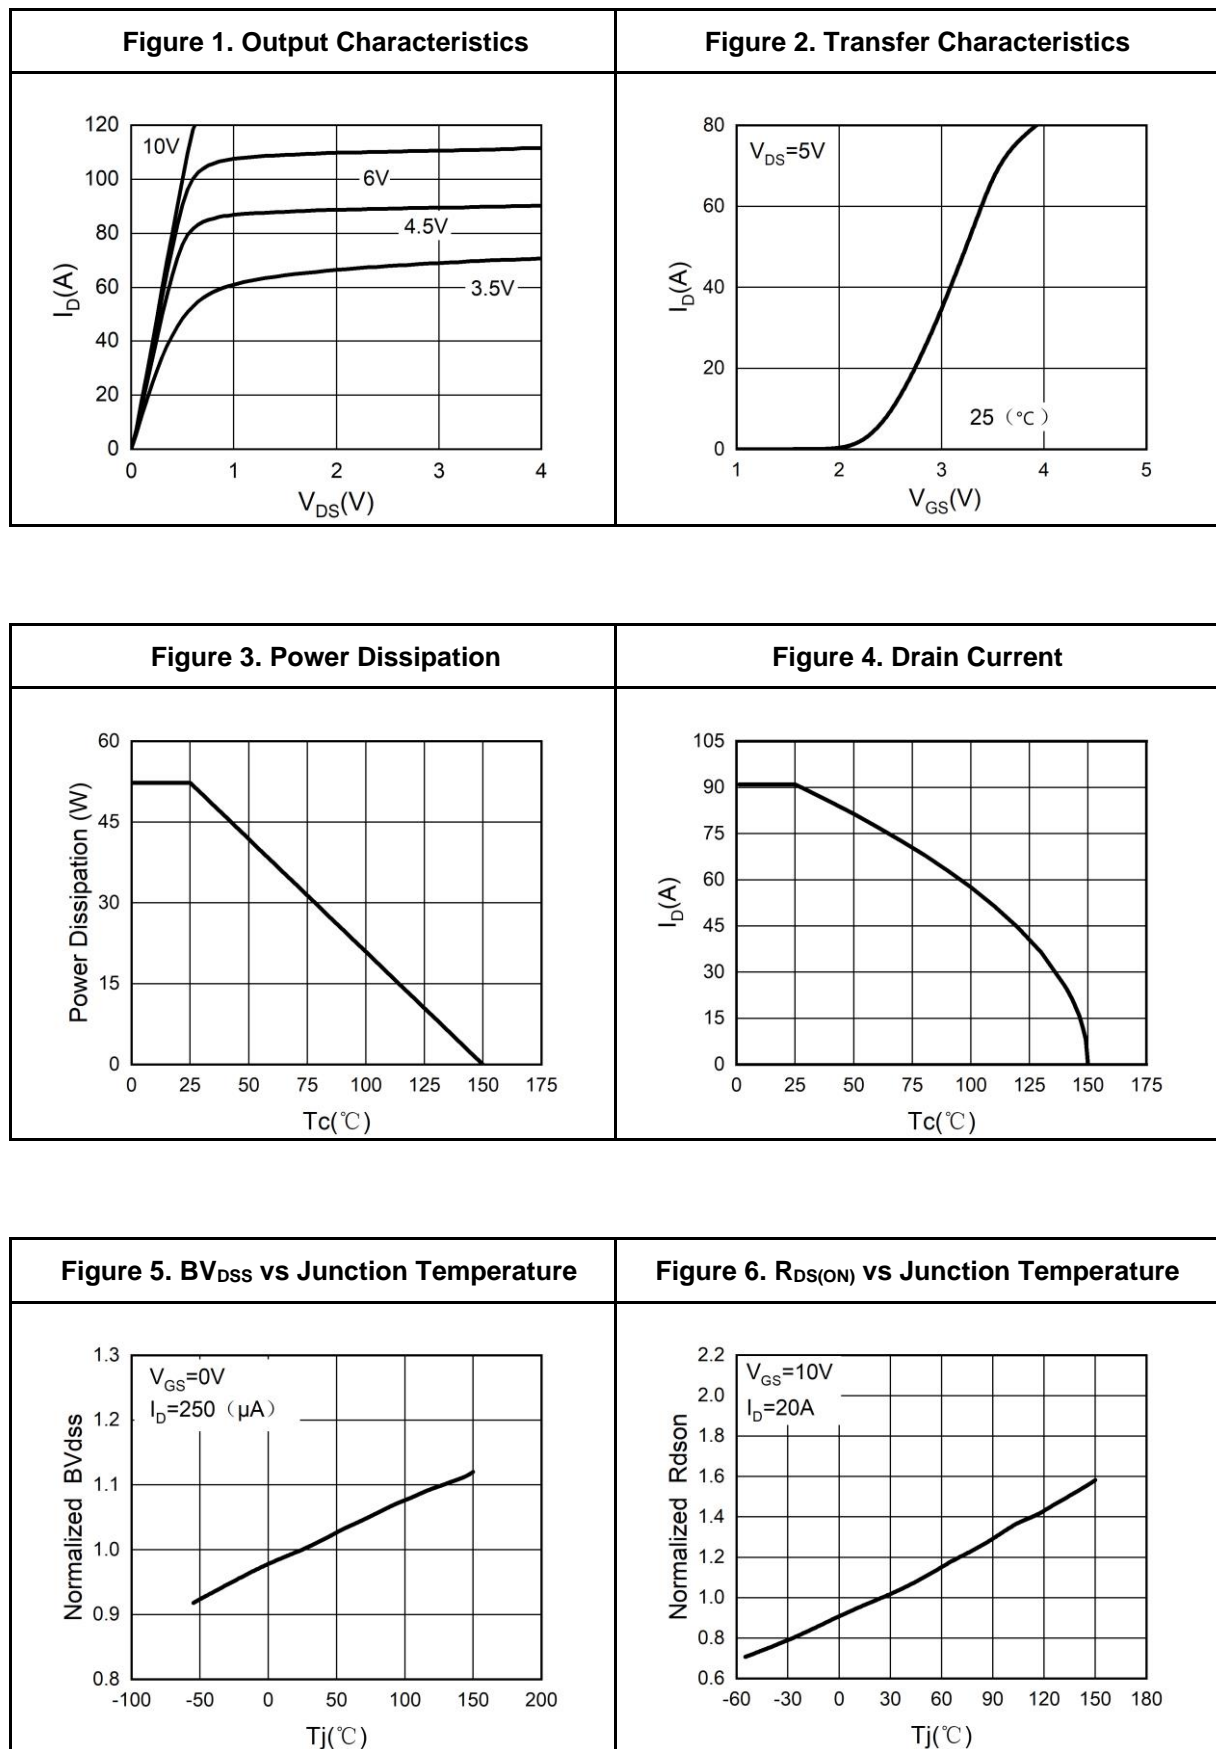 Figure 1. Output Characteristics
Figure 2. Transfer Characteristics
120
100
80
60
40
20
0
I_D(A)
10V
6V
4.5V
3.5V
0 1 2 3 4
V_DS(V)
80
60
40
20
0
I_D(A)
V_DS=5V
25（℃）
1 2 3 4 5
V_GS(V)
Figure 3. Power Dissipation
Figure 4. Drain Current
60
45
30
15
0
Power Dissipation (W)
0 25 50 75 100 125 150 175
Tc(℃)
105
90
75
60
45
30
15
0
I_D(A)
0 25 50 75 100 125 150 175
Tc(℃)
Figure 5. BV_DSS vs Junction Temperature
Figure 6. R_DS(ON) vs Junction Temperature
1.3
1.2
1.1
1.0
0.9
0.8
Normalized BVdss
V_GS=0V
I_D=250（μA）
-100 -50 0 50 100 150 200
Tj(℃)
2.2
2.0
1.8
1.6
1.4
1.2
1.0
0.8
0.6
Normalized Rdson
V_GS=10V
I_D=20A
-60 -30 0 30 60 90 120 150 180
Tj(℃)